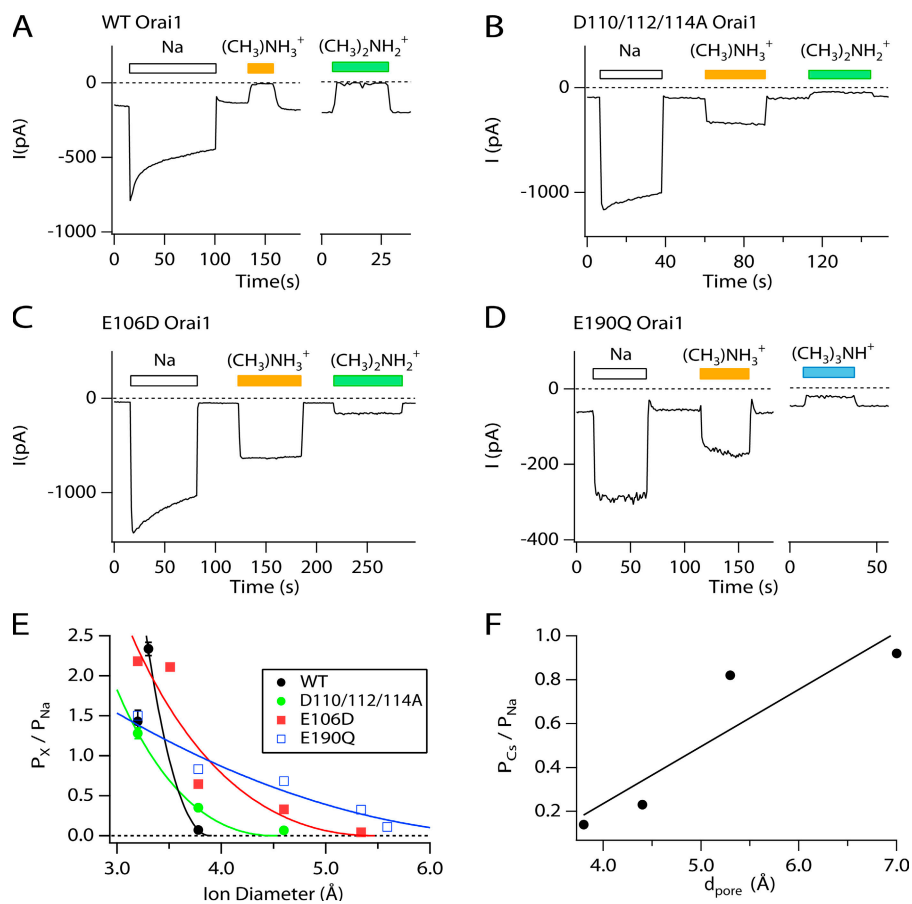 A
WT Orai1
Na
(CH3)NH3+
(CH3)2NH2+
0
-500
-1000
I(pA)
0
50
100
150
0
25
Time(s)
B
D110/112/114A Orai1
Na
(CH3)NH3+
(CH3)2NH2+
0
-1000
I (pA)
0
40
80
120
Time (s)
C
E106D Orai1
Na
(CH3)NH3+
(CH3)2NH2+
0
-1000
I(pA)
0
50
100
150
200
250
Time (s)
D
E190Q Orai1
Na
(CH3)NH3+
(CH3)3NH+
0
-200
-400
I (pA)
0
50
100
150
0
50
Time (s)
E
2.5
2.0
1.5
1.0
0.5
0.0
PX / PNa
WT
D110/112/114A
E106D
E190Q
3.0
4.0
5.0
6.0
Ion Diameter (Å)
F
1.0
0.8
0.6
0.4
0.2
PCs / PNa
4.0
5.0
6.0
7.0
dpore (Å)